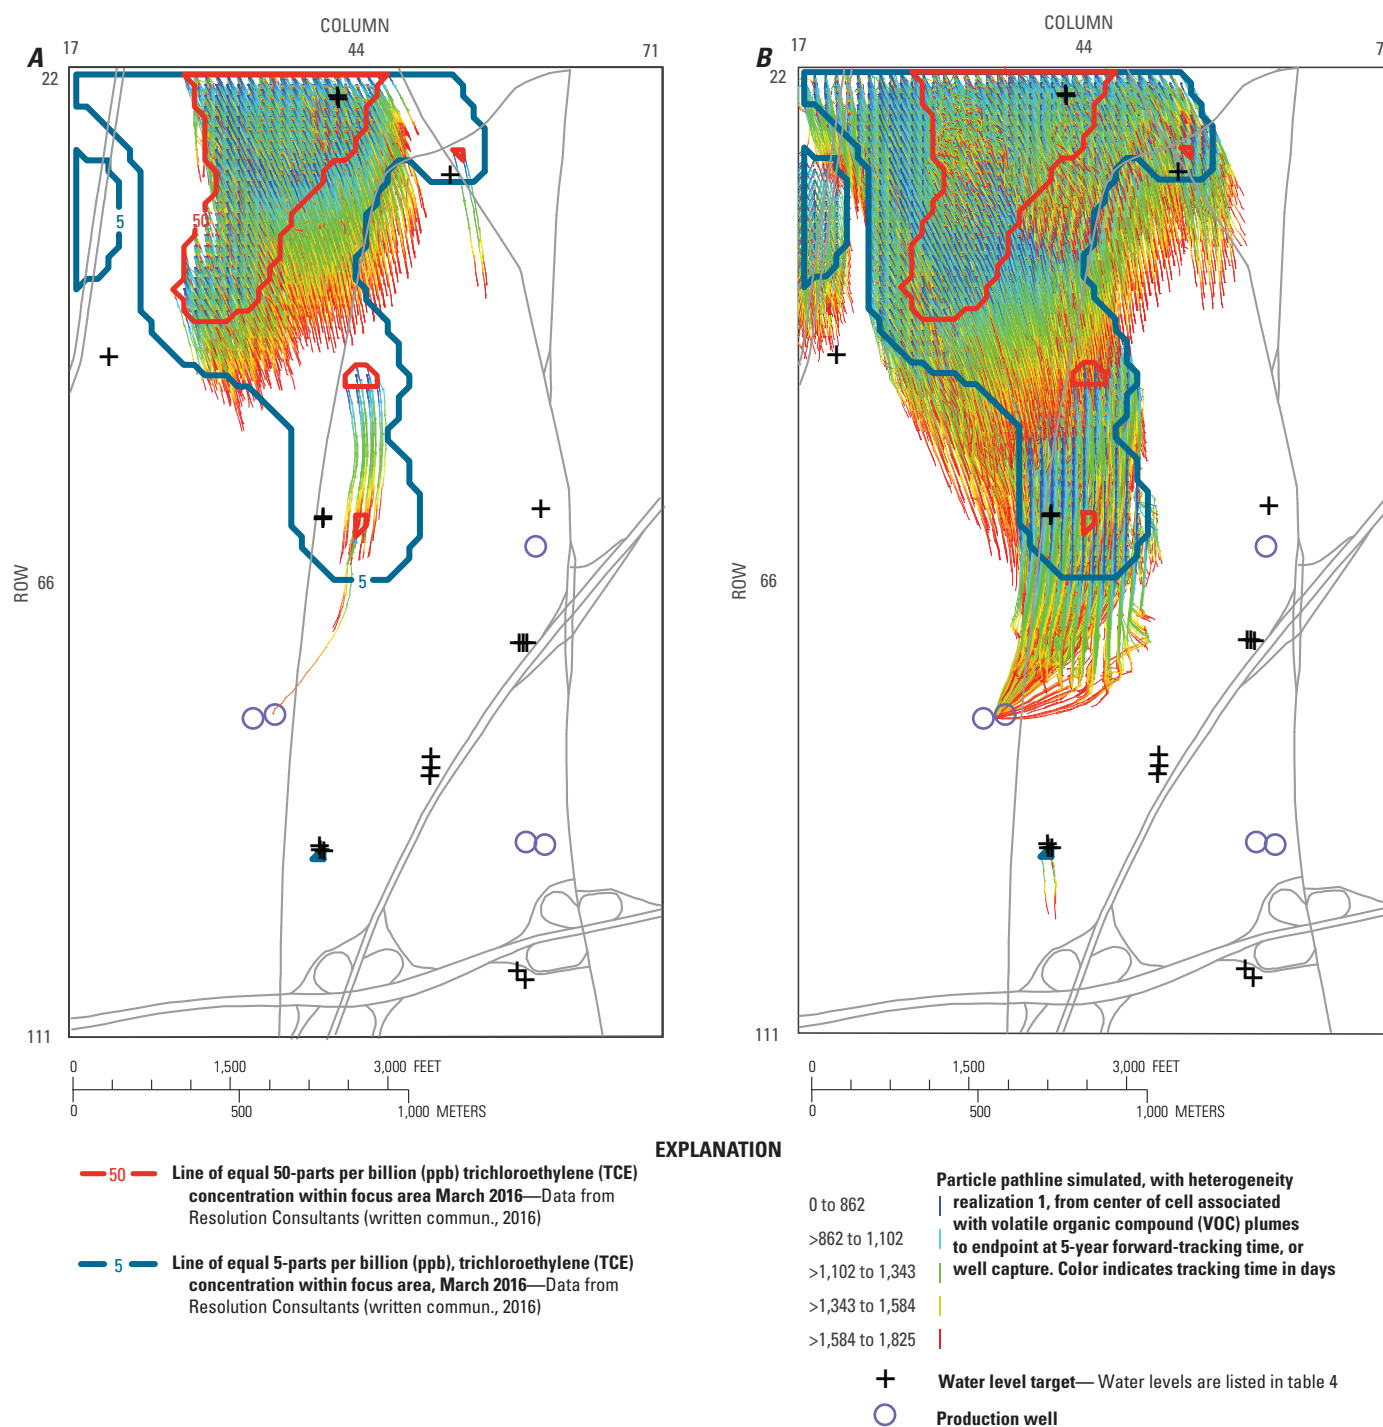 COLUMN
17
44
71
A
22
50
5
5
ROW
66
111
0
1,500
3,000 FEET
0
500
1,000 METERS
COLUMN
17
44
7
B
22
ROW
66
111
0
1,500
3,000 FEET
0
500
1,000 METERS
EXPLANATION
50
Line of equal 50-parts per billion (ppb) trichloroethylene (TCE)
concentration within focus area March 2016—Data from
Resolution Consultants (written commun., 2016)
5
Line of equal 5-parts per billion (ppb), trichloroethylene (TCE)
concentration within focus area, March 2016—Data from
Resolution Consultants (written commun., 2016)
Particle pathline simulated, with heterogeneity
realization 1, from center of cell associated
with volatile organic compound (VOC) plumes
to endpoint at 5-year forward-tracking time, or
well capture. Color indicates tracking time in days
0 to 862
>862 to 1,102
>1,102 to 1,343
>1,343 to 1,584
>1,584 to 1,825
Water level target— Water levels are listed in table 4
Production well